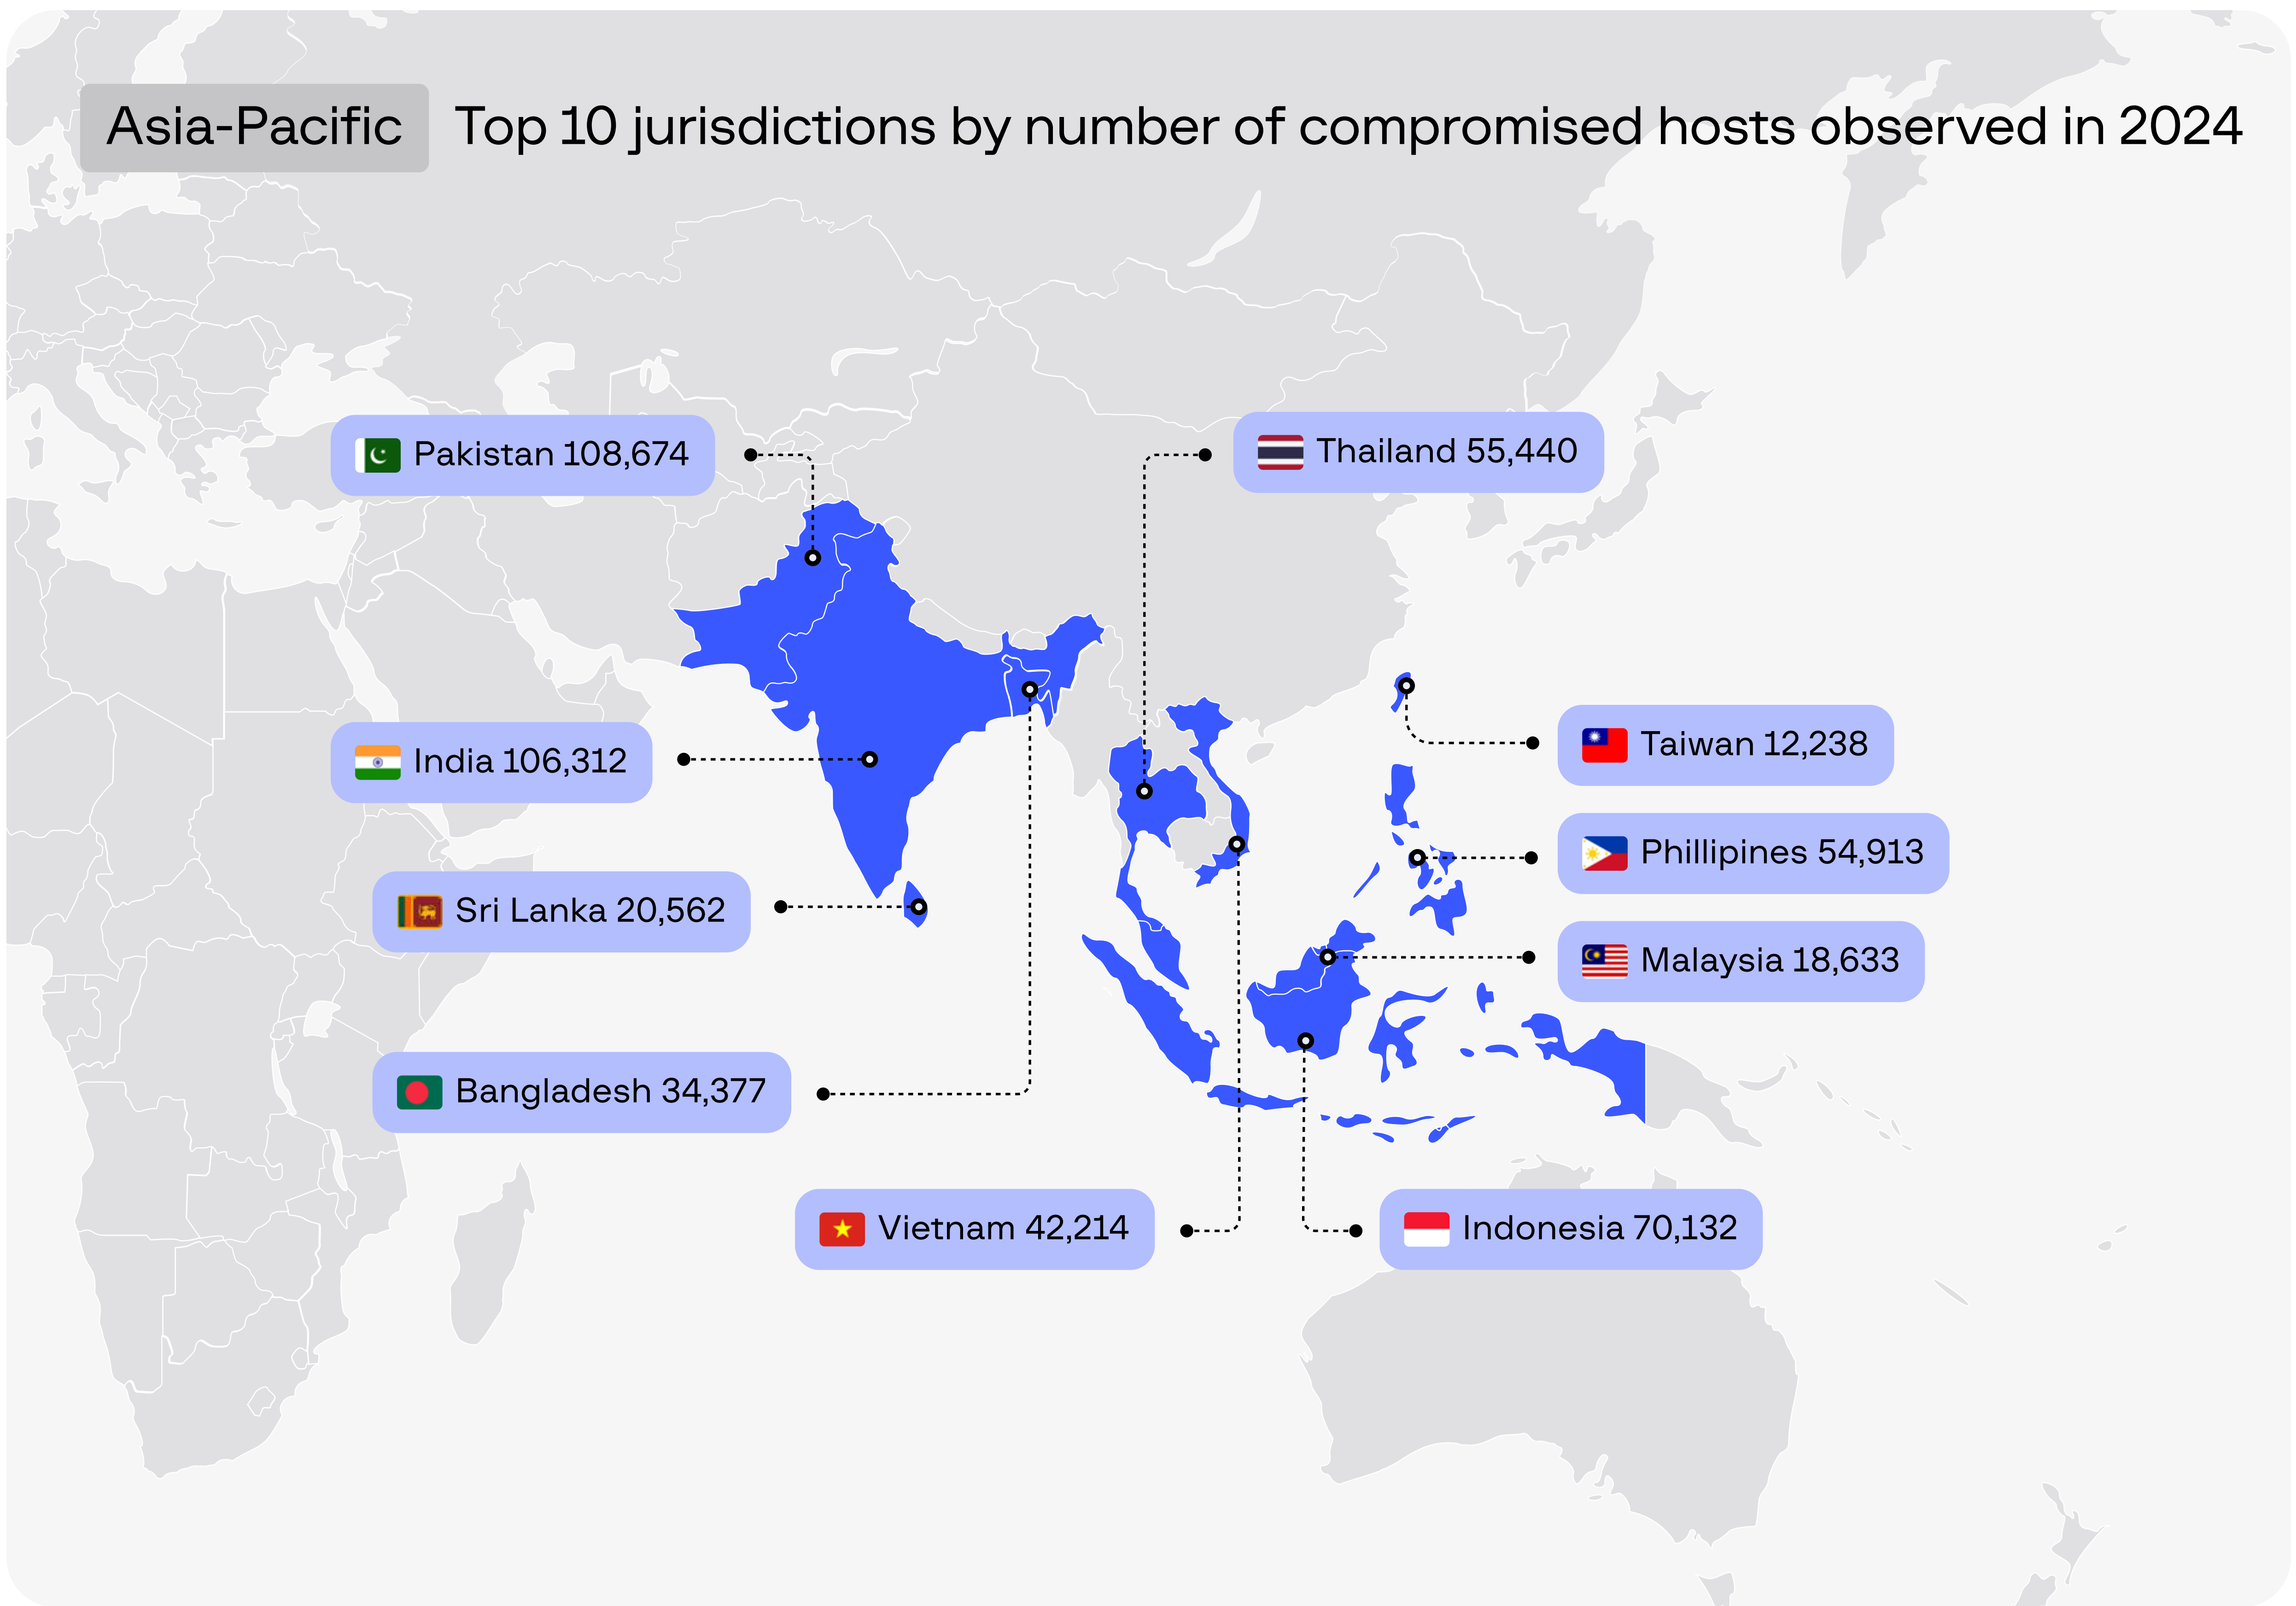 Asia-Pacific Top 10 jurisdictions by number of compromised hosts observed in 2024
Pakistan 108,674
Thailand 55,440
India 106,312
Taiwan 12,238
Phillipines 54,913
Sri Lanka 20,562
Malaysia 18,633
Bangladesh 34,377
Vietnam 42,214
Indonesia 70,132